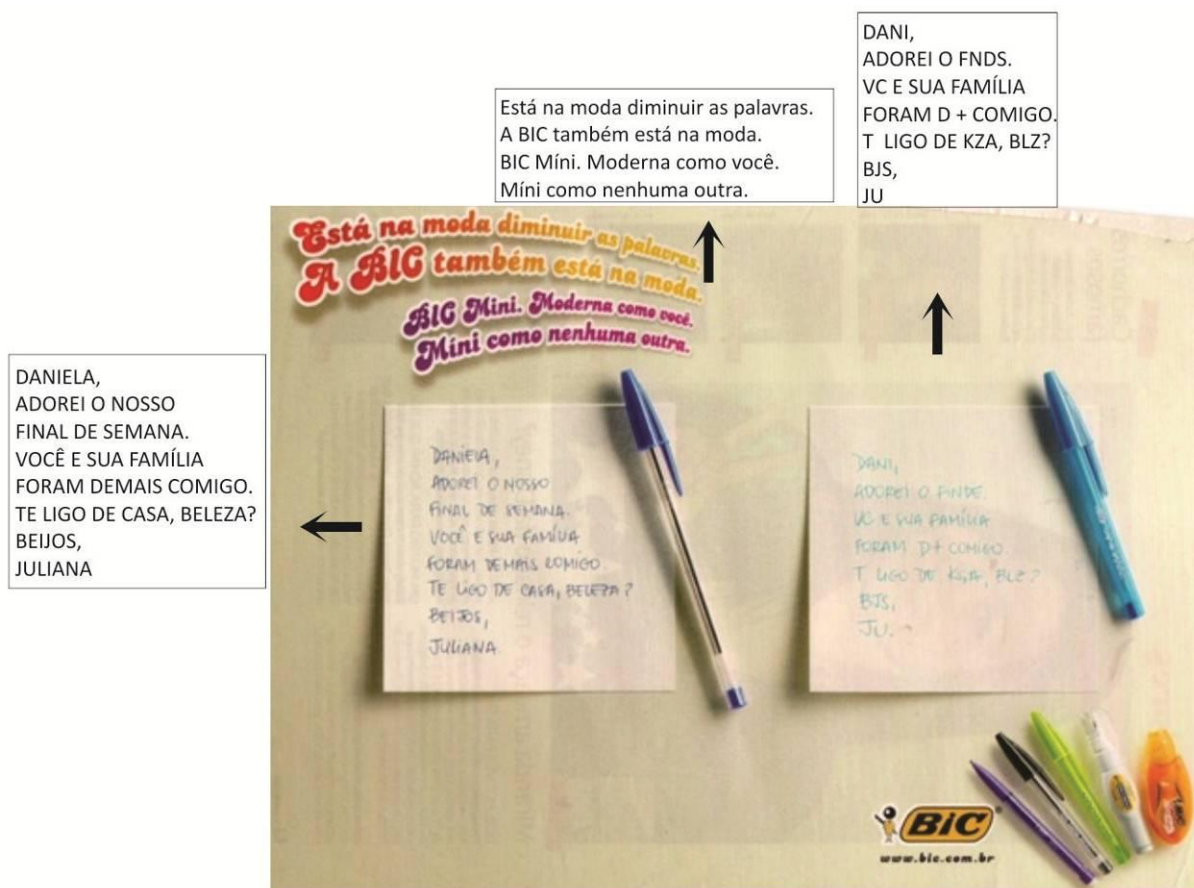 DANI,
ADOREI O FNDS.
VC E SUA FAMÍLIA
FORAM D + COMIGO.
T LIGO DE KZA, BLZ?
BJS,
JU
Está na moda diminuir as palavras.
A BIC também está na moda.
BIC Míni. Moderna como você.
Míni como nenhuma outra.
Está na moda diminuir as palavras.
A BIC também está na moda.
BIC Mini. Moderna como você.
Mini como nenhuma outra.
DANIELA,
ADOREI O NOSSO
FINAL DE SEMANA.
VOCÊ E SUA FAMÍLIA
FORAM DEMAIS COMIGO.
TE LIGO DE CASA, BELEZA?
BEIJOS,
JULIANA
DANIELA,
ADOREI O NOSSO
FINAL DE SEMANA.
VOCÊ E SUA FAMÍLIA
FORAM DEMAIS COMIGO.
TE LIGO DE CASA, BELEZA?
BEIJOS,
JULIANA.
DANI,
ADOREI O FINDE.
VC E SUA FAMÍLIA
FORAM D+ COMIGO.
T LIGO DE KZA, BLZ?
BJS,
JU.
BIC
www.bic.com.br